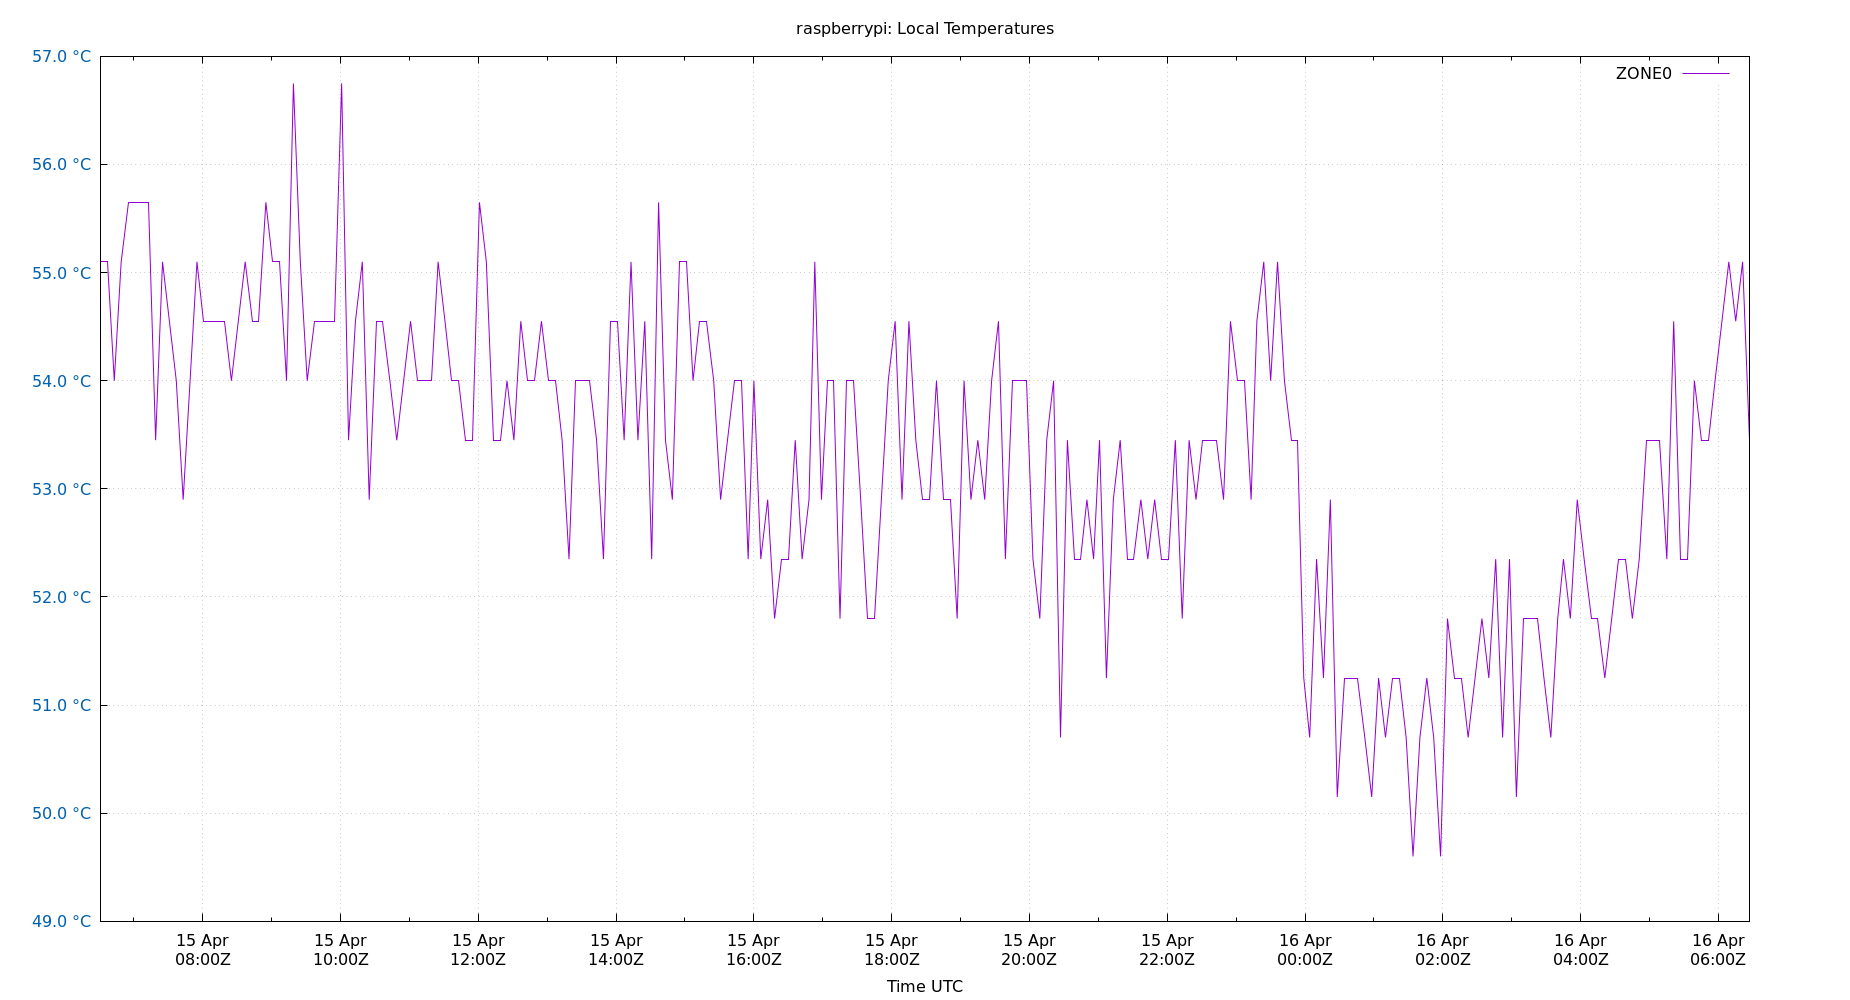 raspberrypi: Local Temperatures
ZONE0
57.0 °C
56.0 °C
55.0 °C
54.0 °C
53.0 °C
52.0 °C
51.0 °C
50.0 °C
49.0 °C
15 Apr 15 Apr 15 Apr 15 Apr 15 Apr 15 Apr 15 Apr 15 Apr 16 Apr 16 Apr 16 Apr 16 Apr
08:00Z 10:00Z 12:00Z 14:00Z 16:00Z 18:00Z 20:00Z 22:00Z 00:00Z 02:00Z 04:00Z 06:00Z
Time UTC